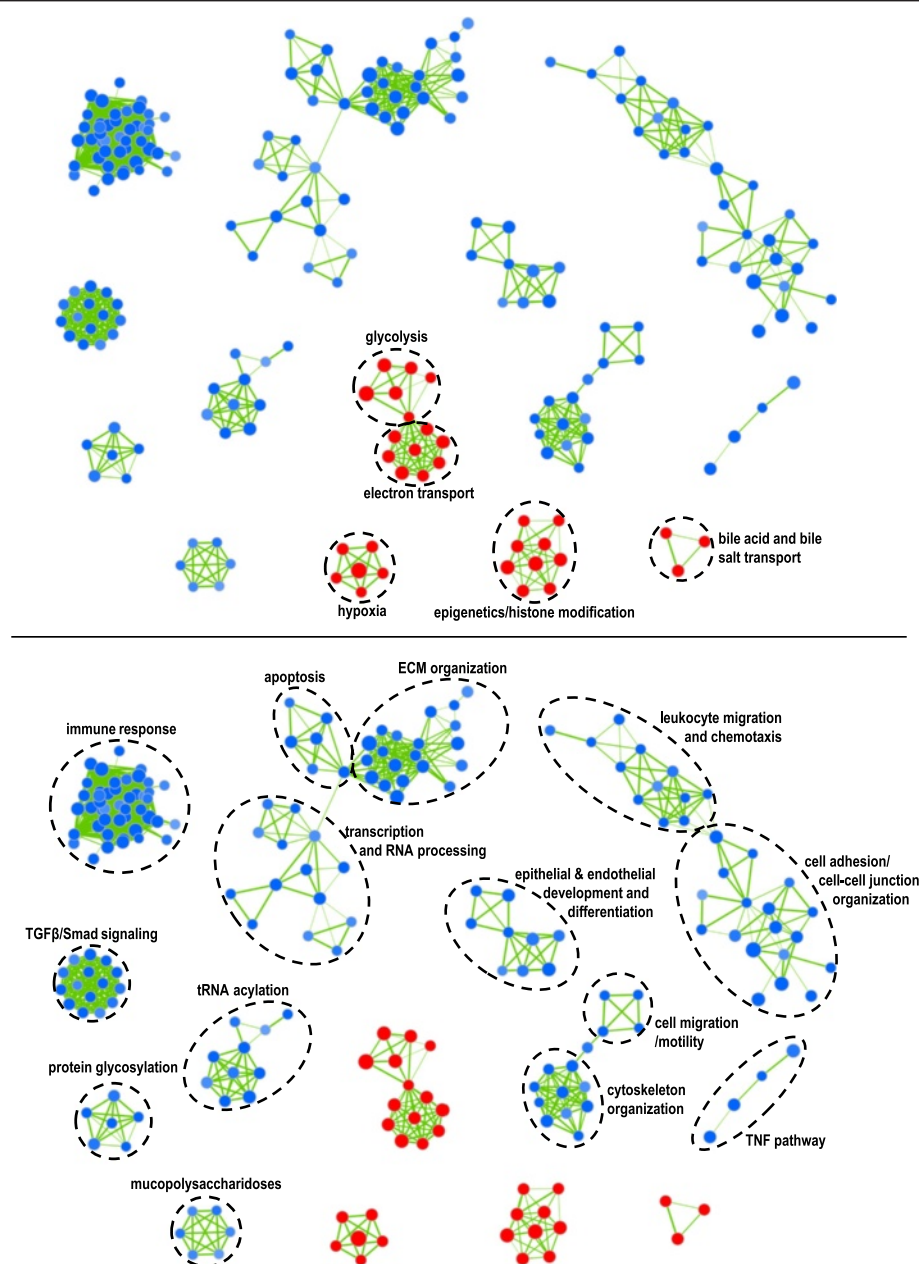 glycolysis
electron transport
bile acid and bile
salt transport
hypoxia
epigenetics/histone modification
ECM organization
apoptosis
leukocyte migration
and chemotaxis
immune response
transcription
and RNA processing
cell adhesion/
cell-cell junction
organization
epithelial & endothelial
development and
differentiation
TGFβ/Smad signaling
tRNA acylation
cell migration
/motility
protein glycosylation
cytoskeleton
organization
TNF pathway
mucopolysaccharidoses